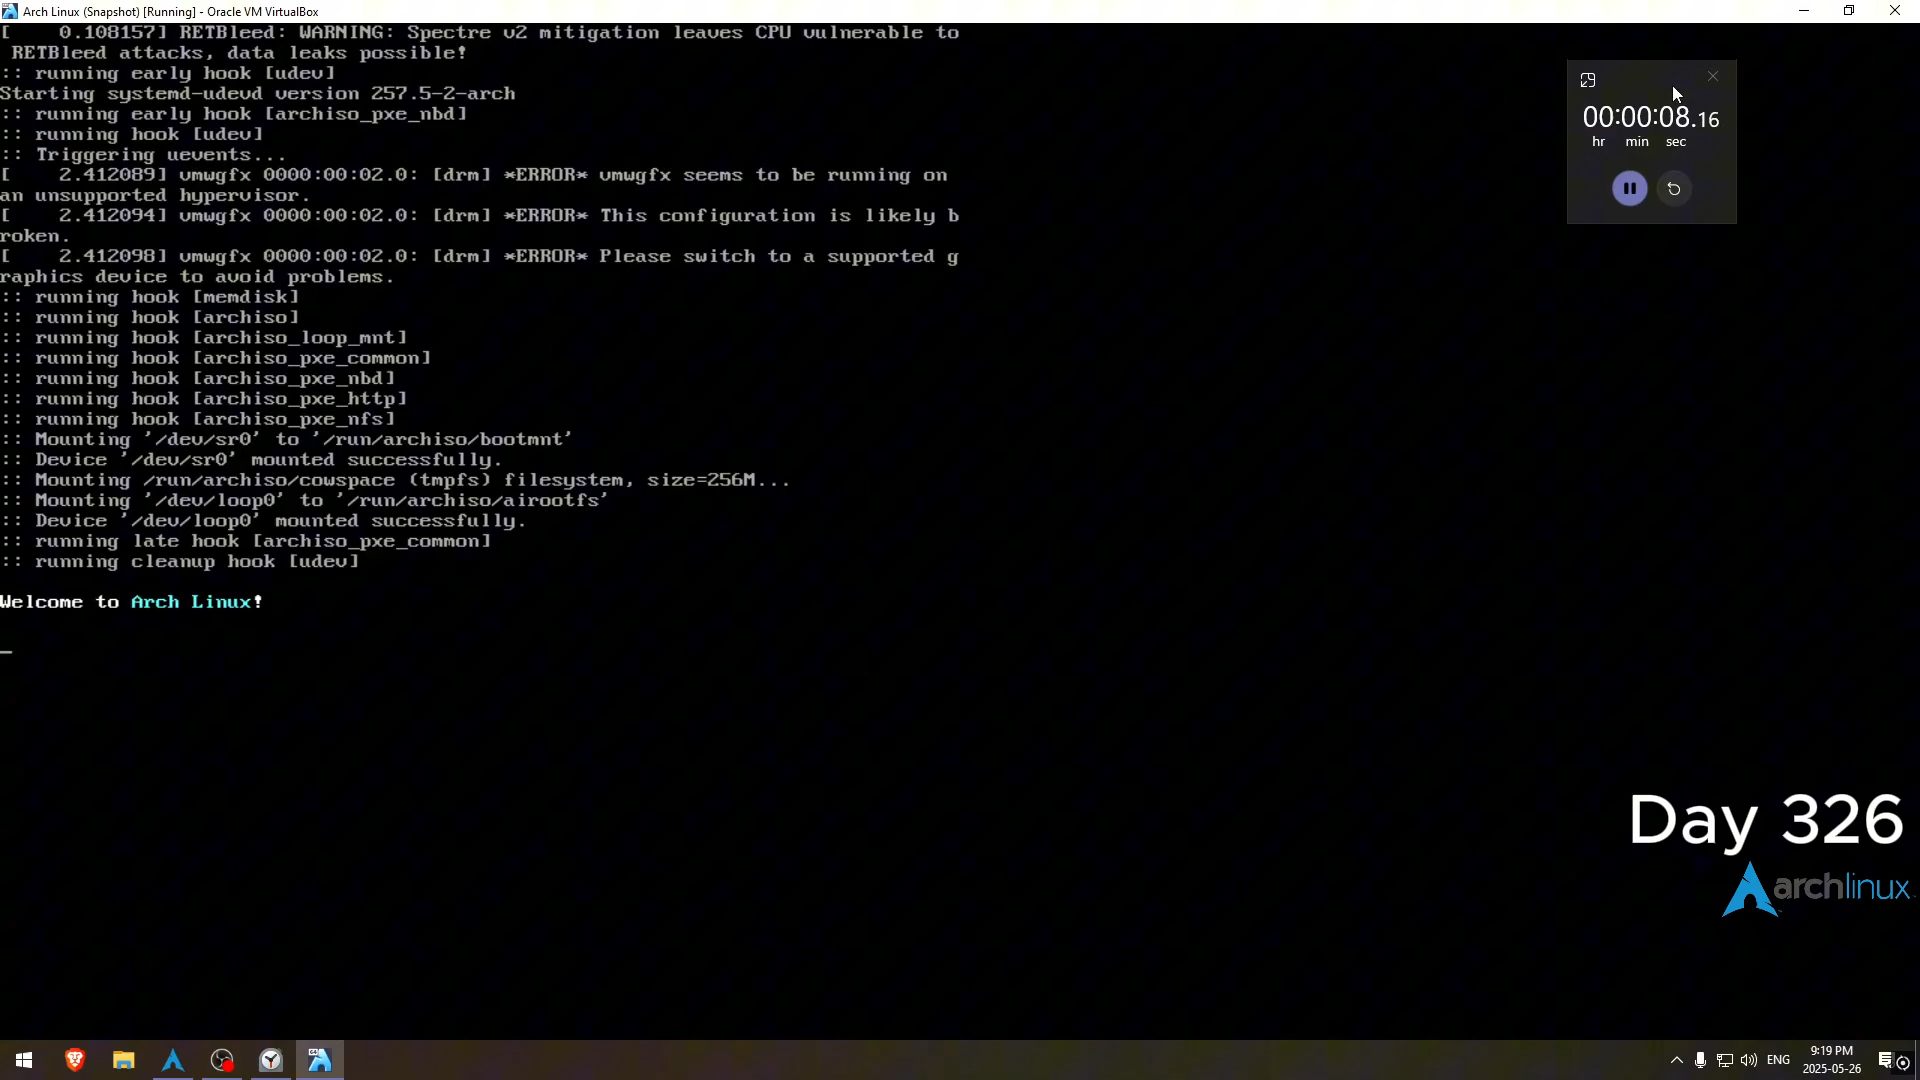 Arch Linux (Snapshot) [Running] - Oracle VM VirtualBox
[    0.108157] RETBleed: WARNING: Spectre v2 mitigation leaves CPU vulnerable to
 RETBleed attacks, data leaks possible!
:: running early hook [udev]
Starting systemd-udevd version 257.5-2-arch
:: running early hook [archiso_pxe_nbd]
:: running hook [udev]
:: Triggering uevents...
[    2.412089] vmwgfx 0000:00:02.0: [drm] *ERROR* vmwgfx seems to be running on
an unsupported hypervisor.
[    2.412094] vmwgfx 0000:00:02.0: [drm] *ERROR* This configuration is likely b
roken.
[    2.412098] vmwgfx 0000:00:02.0: [drm] *ERROR* Please switch to a supported g
raphics device to avoid problems.
:: running hook [memdisk]
:: running hook [archiso]
:: running hook [archiso_loop_mnt]
:: running hook [archiso_pxe_common]
:: running hook [archiso_pxe_nbd]
:: running hook [archiso_pxe_http]
:: running hook [archiso_pxe_nfs]
:: Mounting '/dev/sr0' to '/run/archiso/bootmnt'
:: Device '/dev/sr0' mounted successfully.
:: Mounting /run/archiso/cowspace (tmpfs) filesystem, size=256M...
:: Mounting '/dev/loop0' to '/run/archiso/airootfs'
:: Device '/dev/loop0' mounted successfully.
:: running late hook [archiso_pxe_common]
:: running cleanup hook [udev]
Welcome to Arch Linux!
_
00:00:08.16
hr min sec
Day 326
archlinux
64
ENG
9:19 PM
2025-05-26